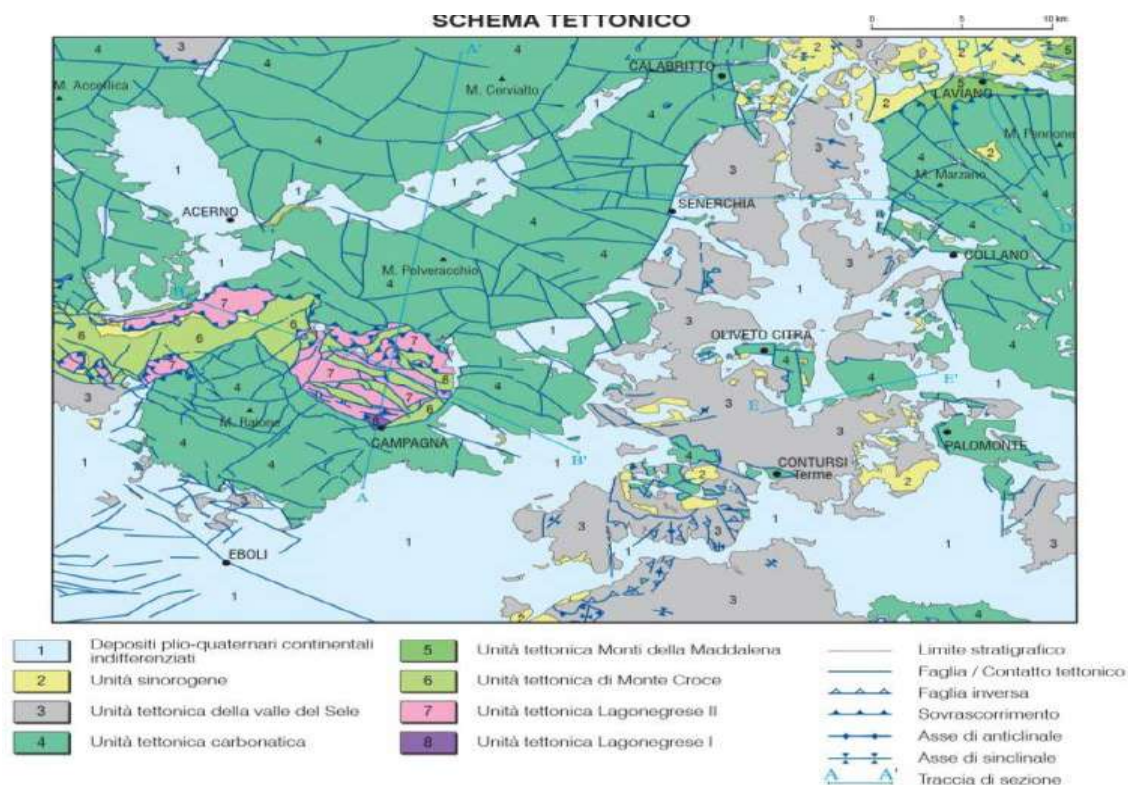 SCHEMA TETTONICO
0 5 10 km
M. Accellica
M. Cervialto
CALABRITTO
LAVIANO
M. Pennone
M. Marzano
ACERNO
SENERCHIA
COLLANO
M. Polveracchio
OLIVETO CITRA
M. Raione
CAMPAGNA
PALOMONTE
CONTURSI
Terme
EBOLI
A'
A
B'
C
C'
D
D'
E
E'
1 Depositi plio-quaternari continentali
indifferenziati
2 Unità sinorogene
3 Unità tettonica della valle del Sele
4 Unità tettonica carbonatica
5 Unità tettonica Monti della Maddalena
6 Unità tettonica di Monte Croce
7 Unità tettonica Lagonegrese II
8 Unità tettonica Lagonegrese I
Limite stratigrafico
Faglia / Contatto tettonico
Faglia inversa
Sovrascorrimento
Asse di anticlinale
Asse di sinclinale
A A' Traccia di sezione